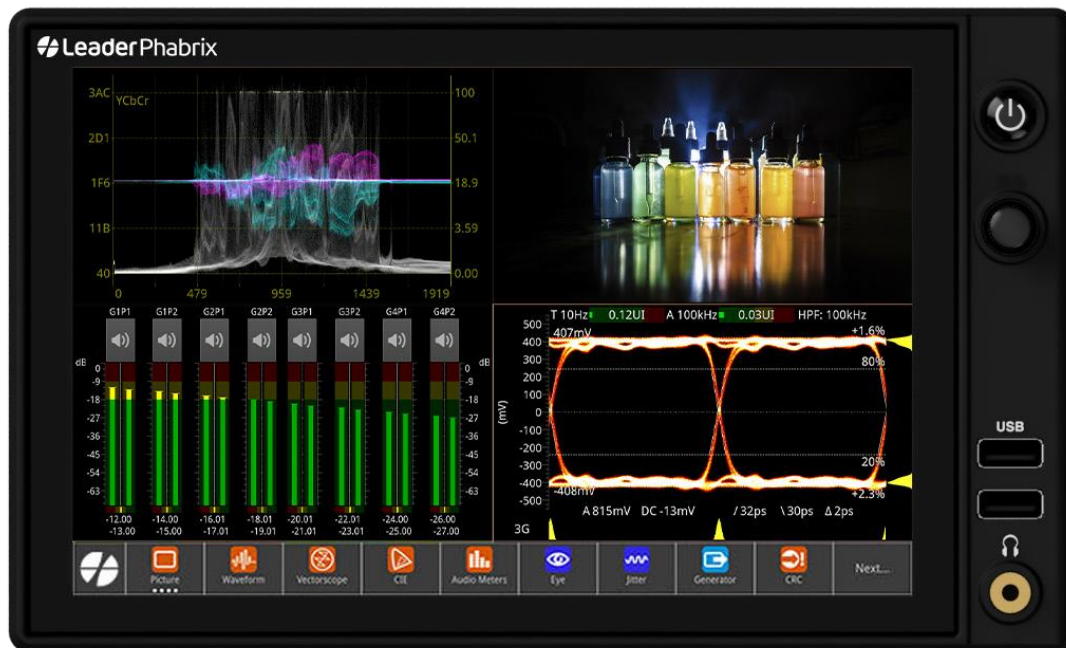 LeaderPhabrix
3AC YCbCr 100
2D1 50.1
1F6 18.9
11B 3.59
40 0.00
0 479 959 1439 1919
G1P1 G1P2 G2P1 G2P2 G3P1 G3P2 G4P1 G4P2
dB dB
0 0
-9 -9
-18 -18
-27 -27
-36 -36
-45 -45
-54 -54
-63 -63
-12.00 -14.00 -16.01 -18.01 -20.01 -22.01 -24.00 -26.00
-13.00 -15.00 -17.01 -19.01 -21.01 -23.01 -25.00 -27.00
T 10Hz 0.12UI A 100kHz 0.03UI HPF: 100kHz
500
407mV +1.6%
400
300 80%
200
100
(mV) 0
-100
-200
-300 20%
-400
-408mV +2.3%
-500
A 815mV DC -13mV / 32ps \ 30ps Δ 2ps
3G
Picture Waveform Vectorscope CIE Audio Meters Eye Jitter Generator CRC Next...
USB